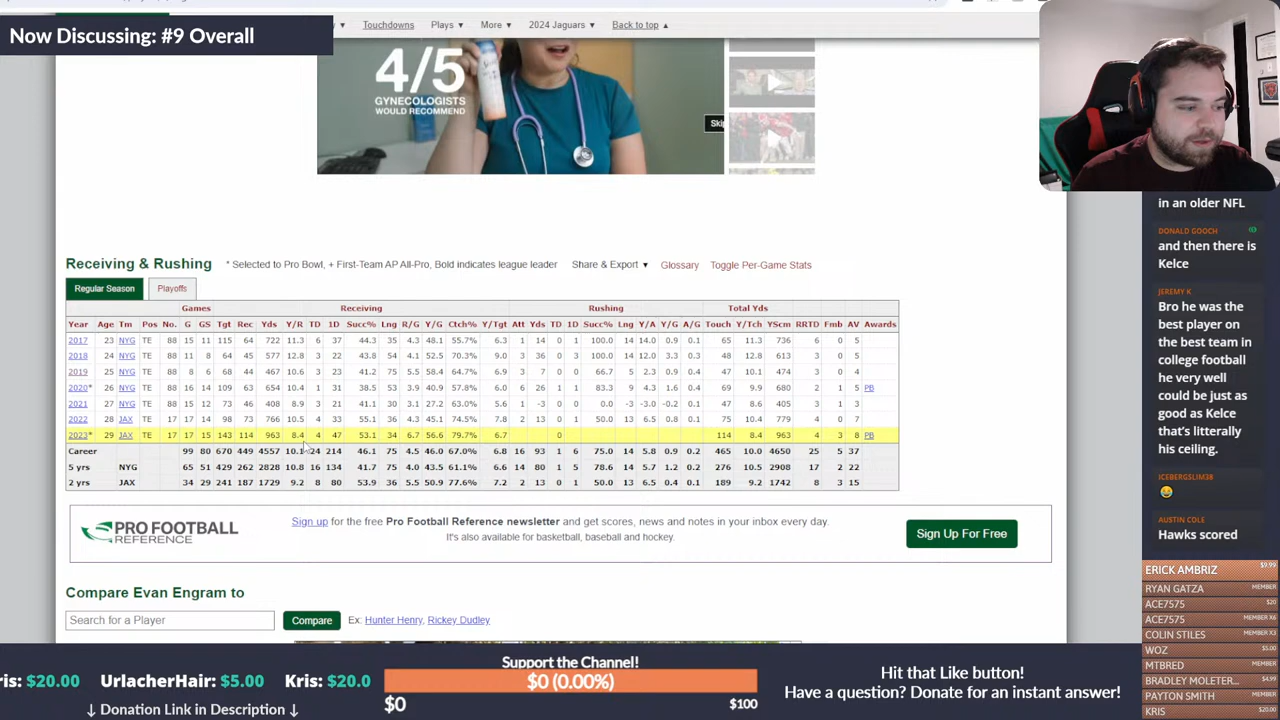 Now Discussing: #9 Overall
Touchdowns Plays ▼ More ▼ 2024 Jaguars ▼ Back to top ▲
4/5
GYNECOLOGISTS
WOULD RECOMMEND
Skip
Receiving & Rushing * Selected to Pro Bowl, + First-Team AP All-Pro, Bold indicates league leader Share & Export ▼ Glossary Toggle Per-Game Stats
Regular Season Playoffs
Games Receiving Rushing Total Yds
Year Age Tm Pos No. G GS Tgt Rec Yds Y/R TD 1D Succ% Lng R/G Y/G Ctch% Y/Tgt Att Yds TD 1D Succ% Lng Y/A Y/G A/G Touch Y/Tch YScm RRTD Fmb AV Awards
2017 23 NYG TE 88 15 11 115 64 722 11.3 6 37 44.3 35 4.3 48.1 55.7% 6.3 1 14 0 1 100.0 14 14.0 0.9 0.1 65 11.3 736 6 0 5
2018 24 NYG TE 88 11 8 64 45 577 12.8 3 22 43.8 54 4.1 52.5 70.3% 9.0 4 36 0 3 100.0 14 9.0 3.3 0.4 49 12.5 613 3 0 4
2019 25 NYG TE 88 8 6 68 44 467 10.6 3 23 41.2 75 5.5 58.4 64.7% 6.9 3 7 0 1 66.7 5 2.3 0.9 0.4 47 10.1 474 3 0 3
2020* 26 NYG TE 88 16 14 109 63 654 10.4 1 31 38.5 53 3.9 40.9 57.8% 6.0 6 26 1 5 83.3 9 4.3 1.6 0.4 69 9.9 680 2 1 5 PB
2021 27 NYG TE 88 15 12 73 46 408 8.9 3 21 41.1 30 3.1 27.2 63.0% 5.6 1 -3 0 0 0.0 -3 -3.0 -0.2 0.1 47 8.6 405 3 1 5
2022 28 JAX TE 17 17 14 98 73 766 10.5 4 33 55.1 36 4.3 45.1 74.5% 7.8 2 13 0 1 50.0 13 6.5 0.8 0.1 75 10.4 779 4 0 7
2023* 29 JAX TE 17 17 15 143 114 963 8.4 4 47 53.1 34 6.7 56.6 79.7% 6.7 0 114 8.4 963 4 3 8 PB
Career 99 80 670 449 4557 10.1 24 214 46.1 75 4.5 46.0 67.0% 6.8 16 93 1 6 75.0 14 5.8 0.9 0.2 465 10.0 4650 25 5 37
5 yrs NYG 65 51 429 262 2828 10.8 16 134 41.7 75 4.0 43.5 61.1% 6.6 14 80 1 5 78.6 14 5.7 1.2 0.2 276 10.5 2908 17 2 22
2 yrs JAX 34 29 241 187 1729 9.2 8 80 53.9 36 5.5 50.9 77.6% 7.2 2 13 0 1 50.0 13 6.5 0.4 0.1 189 9.2 1742 8 3 15
PRO FOOTBALL
REFERENCE
Sign up for the free Pro Football Reference newsletter and get scores, news and notes in your inbox every day.
It's also available for basketball, baseball and hockey.
Sign Up For Free
Compare Evan Engram to
Search for a Player Compare Ex: Hunter Henry, Rickey Dudley
in an older NFL
DONALD GOOCH
and then there is
Kelce
JEREMY K
Bro he was the
best player on
the best team in
college football
he very well
could be just as
good as Kelce
that's litterally
his ceiling.
ICEBERGSLIM38
😂
AUSTIN COLE
Hawks scored
ERICK AMBRIZ $9.99
RYAN GATZA MEMBER
ACE7575 $20
ACE7575 MEMBER X6
COLIN STILES MEMBER X3
WOZ $5.00
MTBRED MEMBER
BRADLEY MOLETER... $4.99
PAYTON SMITH MEMBER
KRIS $20.00
ris: $20.00 UrlacherHair: $5.00 Kris: $20.0
↓ Donation Link in Description ↓
Support the Channel!
$0 (0.00%)
$0 $100
Hit that Like button!
Have a question? Donate for an instant answer!